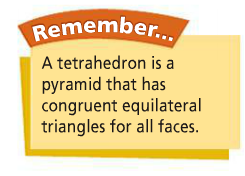 Remember...
A tetrahedron is a
pyramid that has
congruent equilateral
triangles for all faces.